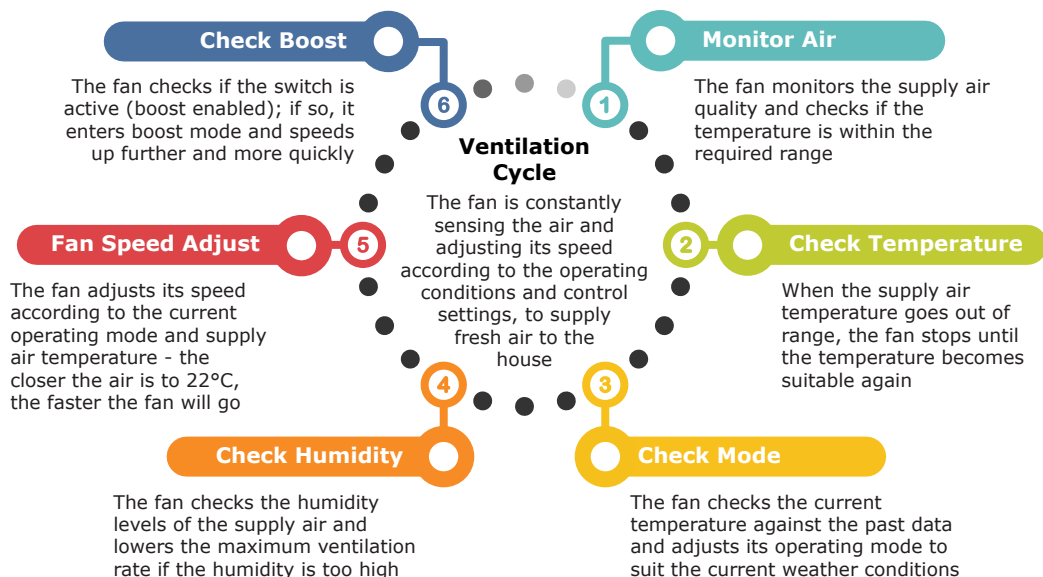 Ventilation
Cycle
The fan is constantly
sensing the air and
adjusting its speed
according to the operating
conditions and control
settings, to supply
fresh air to the
house
1
Monitor Air
The fan monitors the supply air
quality and checks if the
temperature is within the
required range
2
Check Temperature
When the supply air
temperature goes out of
range, the fan stops until
the temperature becomes
suitable again
3
Check Mode
The fan checks the current
temperature against the past data
and adjusts its operating mode to
suit the current weather conditions
4
Check Humidity
The fan checks the humidity
levels of the supply air and
lowers the maximum ventilation
rate if the humidity is too high
5
Fan Speed Adjust
The fan adjusts its speed
according to the current
operating mode and supply
air temperature - the
closer the air is to 22°C,
the faster the fan will go
6
Check Boost
The fan checks if the switch is
active (boost enabled); if so, it
enters boost mode and speeds
up further and more quickly